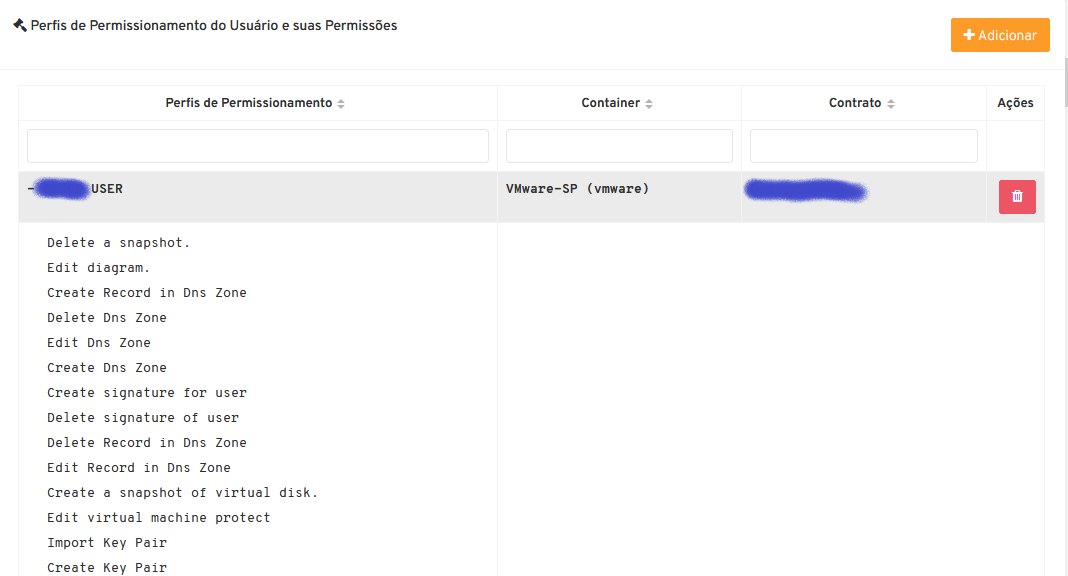 Perfis de Permissionamento do Usuário e suas Permissões
Adicionar
Perfis de Permissionamento Container Contrato Ações
USER VMware-SP (vmware)
Delete a snapshot.
Edit diagram.
Create Record in Dns Zone
Delete Dns Zone
Edit Dns Zone
Create Dns Zone
Create signature for user
Delete signature of user
Delete Record in Dns Zone
Edit Record in Dns Zone
Create a snapshot of virtual disk.
Edit virtual machine protect
Import Key Pair
Create Key Pair